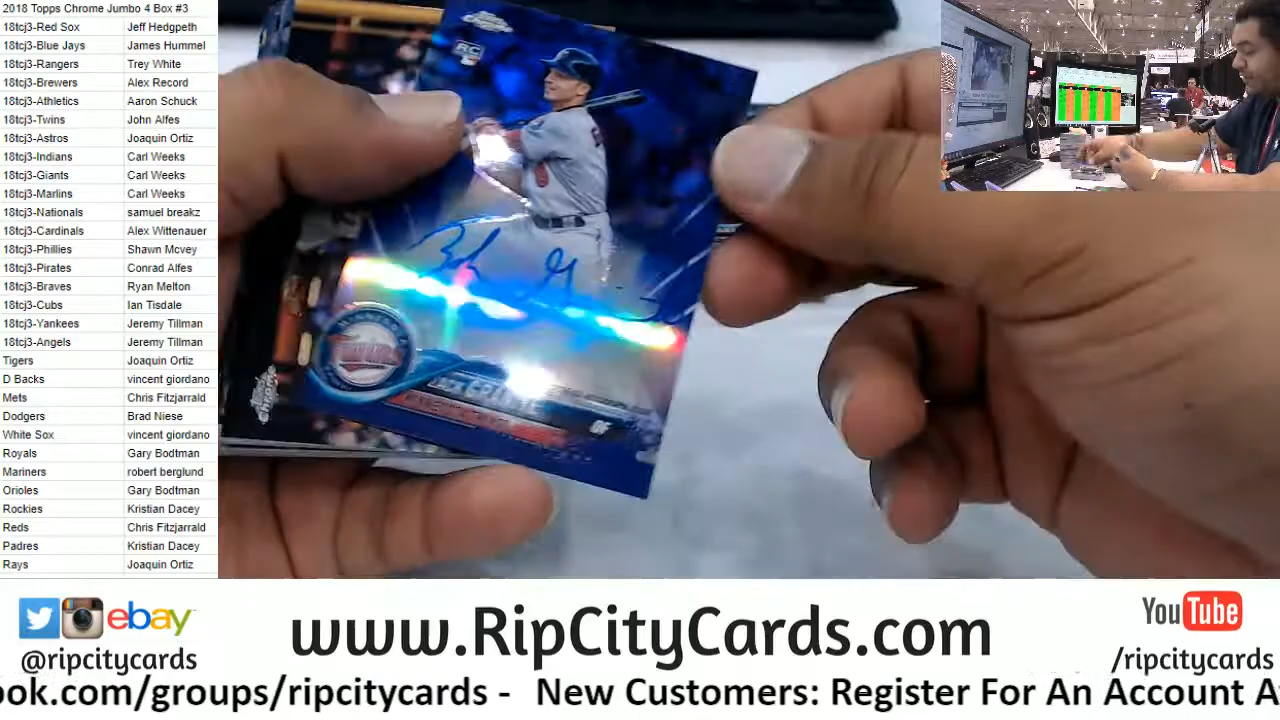 2018 Topps Chrome Jumbo 4 Box #3
18tcj3-Red Sox Jeff Hedgpeth
18tcj3-Blue Jays James Hummel
18tcj3-Rangers Trey White
18tcj3-Brewers Alex Record
18tcj3-Athletics Aaron Schuck
18tcj3-Twins John Alfes
18tcj3-Astros Joaquin Ortiz
18tcj3-Indians Carl Weeks
18tcj3-Giants Carl Weeks
18tcj3-Marlins Carl Weeks
18tcj3-Nationals samuel breakz
18tcj3-Cardinals Alex Wittenauer
18tcj3-Phillies Shawn Mcvey
18tcj3-Pirates Conrad Alfes
18tcj3-Braves Ryan Melton
18tcj3-Cubs Ian Tisdale
18tcj3-Yankees Jeremy Tillman
18tcj3-Angels Jeremy Tillman
Tigers Joaquin Ortiz
D Backs vincent giordano
Mets Chris Fitzjarrald
Dodgers Brad Niese
White Sox vincent giordano
Royals Gary Bodtman
Mariners robert berglund
Orioles Gary Bodtman
Rockies Kristian Dacey
Reds Chris Fitzjarrald
Padres Kristian Dacey
Rays Joaquin Ortiz
RC
ebay
@ripcitycards
www.RipCityCards.com
YouTube
/ripcitycards
ook.com/groups/ripcitycards - New Customers: Register For An Account A